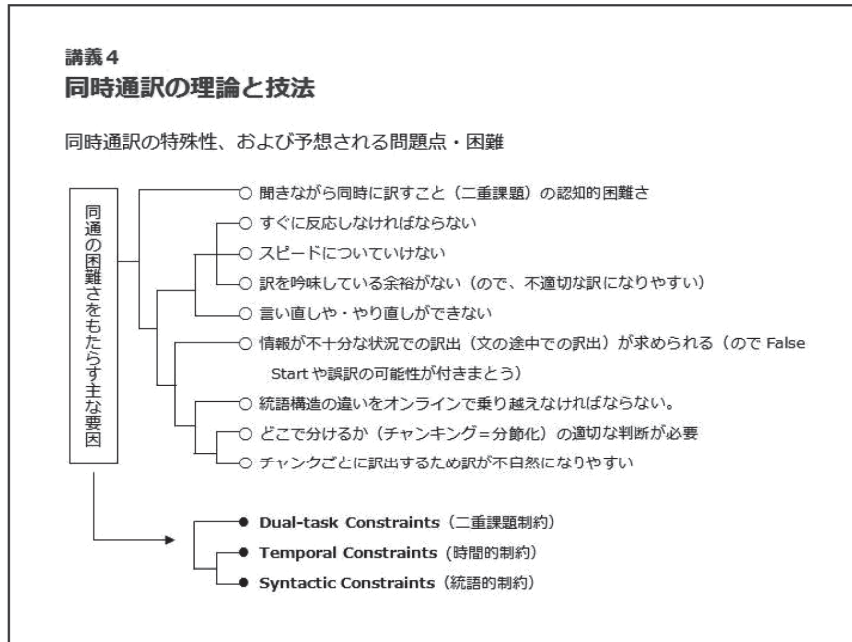 講義4
同時通訳の理論と技法
同時通訳の特殊性、および予想される問題点・困難
同通の困難さをもたらす主な要因
○ 聞きながら同時に訳すこと（二重課題）の認知的困難さ
○ すぐに反応しなければならない
○ スピードについていけない
○ 訳を吟味している余裕がない（ので、不適切な訳になりやすい）
○ 言い直しや・やり直しができない
○ 情報が不十分な状況での訳出（文の途中での訳出）が求められる（ので False
Start や誤訳の可能性が付きまとう）
○ 統語構造の違いをオンラインで乗り越えなければならない。
○ どこで分けるか（チャンキング＝分節化）の適切な判断が必要
○ チャンクごとに訳出するため訳が不自然になりやすい
● Dual-task Constraints（二重課題制約）
● Temporal Constraints (時間的制約）
● Syntactic Constraints（統語的制約）